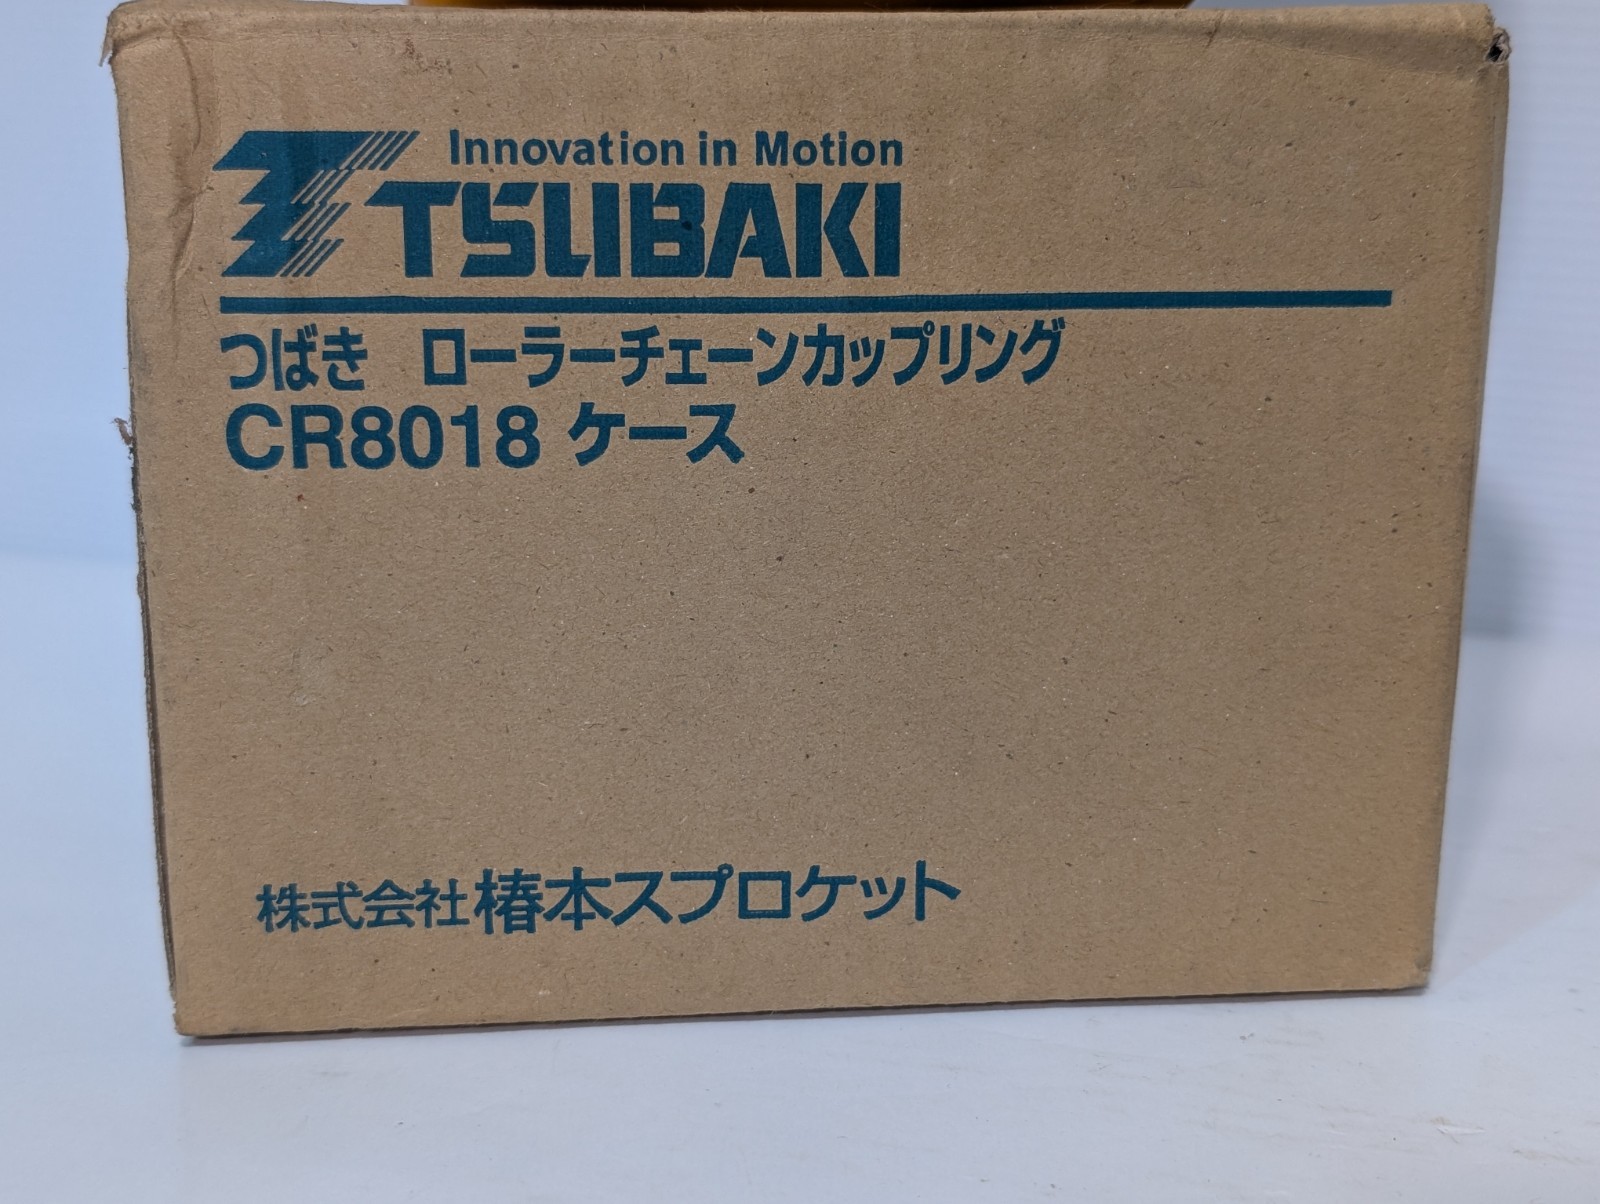 Innovation in Motion
TSUBAKI
つばき ローラーチェーンカップリング
CR8018 ケース
株式会社椿本スプロケット